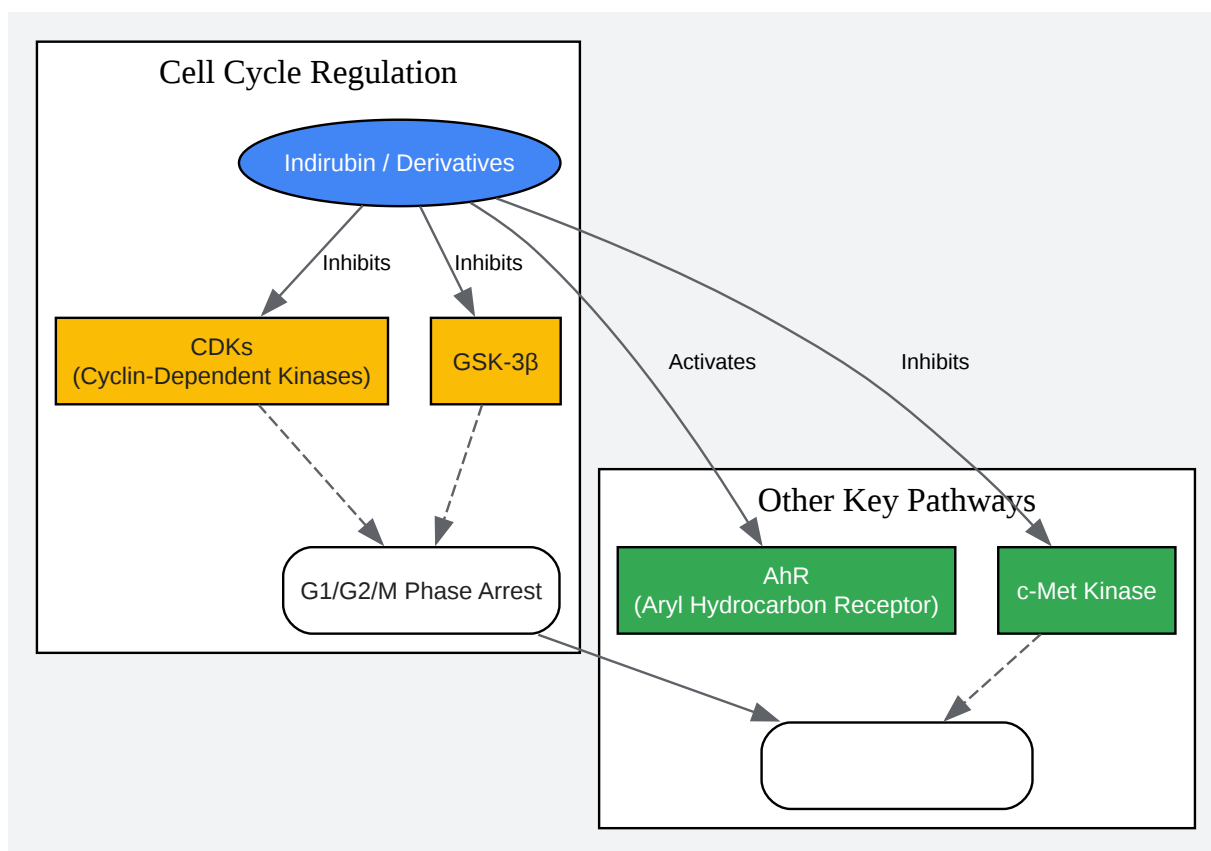 Cell Cycle Regulation
Indirubin / Derivatives
Inhibits
Inhibits
CDKs
(Cyclin-Dependent Kinases)
GSK-3β
Activates
Inhibits
G1/G2/M Phase Arrest
Other Key Pathways
AhR
(Aryl Hydrocarbon Receptor)
c-Met Kinase